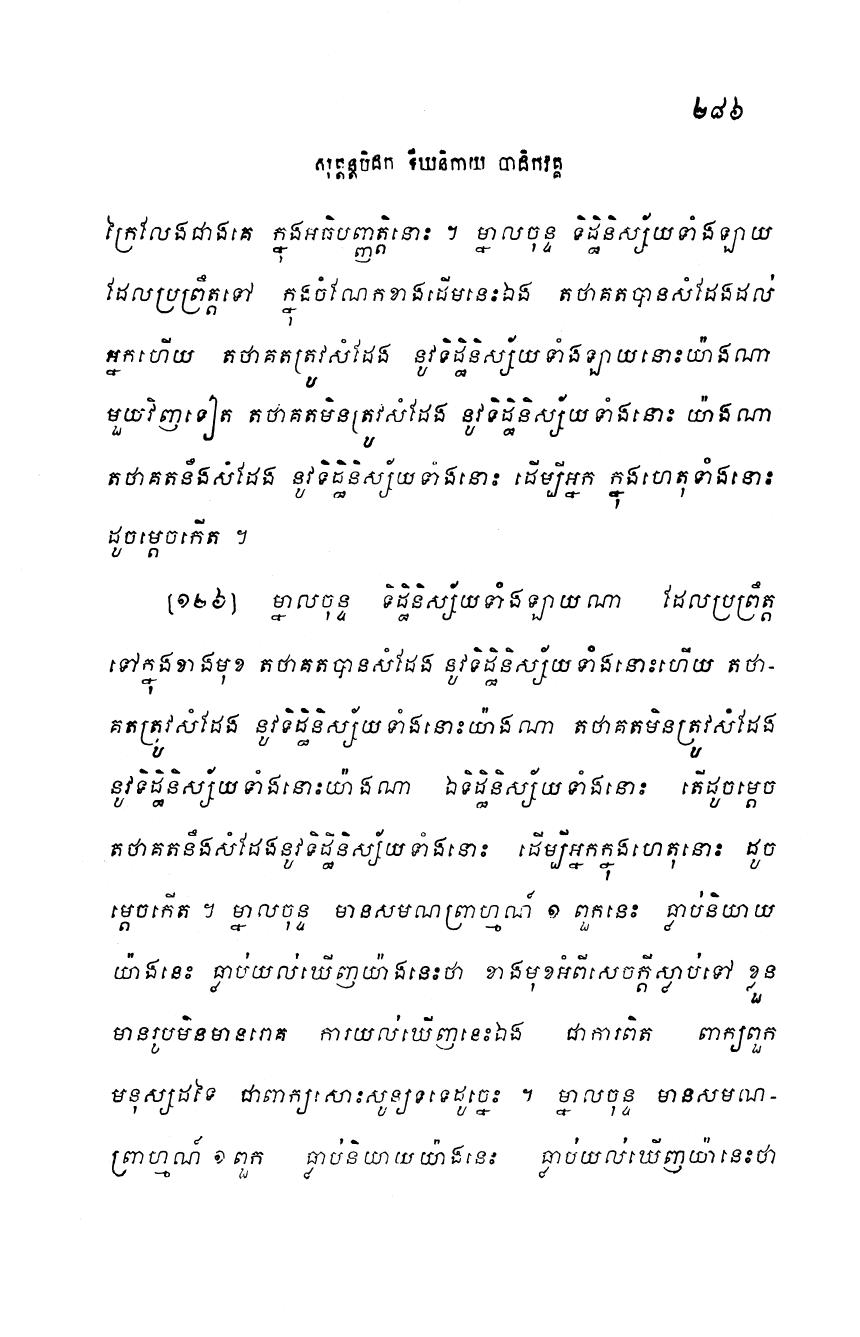 ២៨៦
សុត្តន្តបិដក ទីឃនិកាយ បាដិកវគ្គ
ក្រៃលែងជាងគេ ក្នុងអធិបញ្ញត្តិនោះ ។ ម្នាលចុន្ទ ទិដ្ឋិនិស្ស័យទាំងឡាយ
ដែលប្រព្រឹត្តទៅ ក្នុងចំណែកខាងដើមនេះឯង តថាគតបានសំដែងដល់
អ្នកហើយ តថាគតត្រូវសំដែង នូវទិដ្ឋិនិស្ស័យទាំងឡាយនោះយ៉ាងណា
មួយវិញទៀត តថាគតមិនត្រូវសំដែង នូវទិដ្ឋិនិស្ស័យទាំងនោះ យ៉ាងណា
តថាគតនឹងសំដែង នូវទិដ្ឋិនិស្ស័យទាំងនោះ ដើម្បីអ្នក ក្នុងហេតុទាំងនោះ
ដូចម្តេចកើត ។
[១២៦] ម្នាលចុន្ទ ទិដ្ឋិនិស្ស័យទាំងឡាយណា ដែលប្រព្រឹត្ត
ទៅក្នុងខាងមុខ តថាគតបានសំដែង នូវទិដ្ឋិនិស្ស័យទាំងនោះហើយ តថា-
គតត្រូវសំដែង នូវទិដ្ឋិនិស្ស័យទាំងនោះយ៉ាងណា តថាគតមិនត្រូវសំដែង
នូវទិដ្ឋិនិស្ស័យទាំងនោះយ៉ាងណា ឯទិដ្ឋិនិស្ស័យទាំងនោះ តើដូចម្តេច
តថាគតនឹងសំដែងនូវទិដ្ឋិនិស្ស័យទាំងនោះ ដើម្បីអ្នកក្នុងហេតុនោះ ដូច
ម្តេចកើត ។ ម្នាលចុន្ទ មានសមណព្រាហ្មណ៍ ១ ពួកនេះ ធ្លាប់និយាយ
យ៉ាងនេះ ធ្លាប់យល់ឃើញយ៉ាងនេះថា ខាងមុខអំពីសេចក្តីស្លាប់ទៅ ខ្លួន
មានរូបមិនមានរោគ ការយល់ឃើញនេះឯង ជាការពិត ពាក្យពួក
មនុស្សដទៃ ជាពាក្យសោះសូន្យទទេដូច្នេះ ។ ម្នាលចុន្ទ មានសមណ-
ព្រាហ្មណ៍ ១ ពួក ធ្លាប់និយាយយ៉ាងនេះ ធ្លាប់យល់ឃើញយ៉ានេះថា